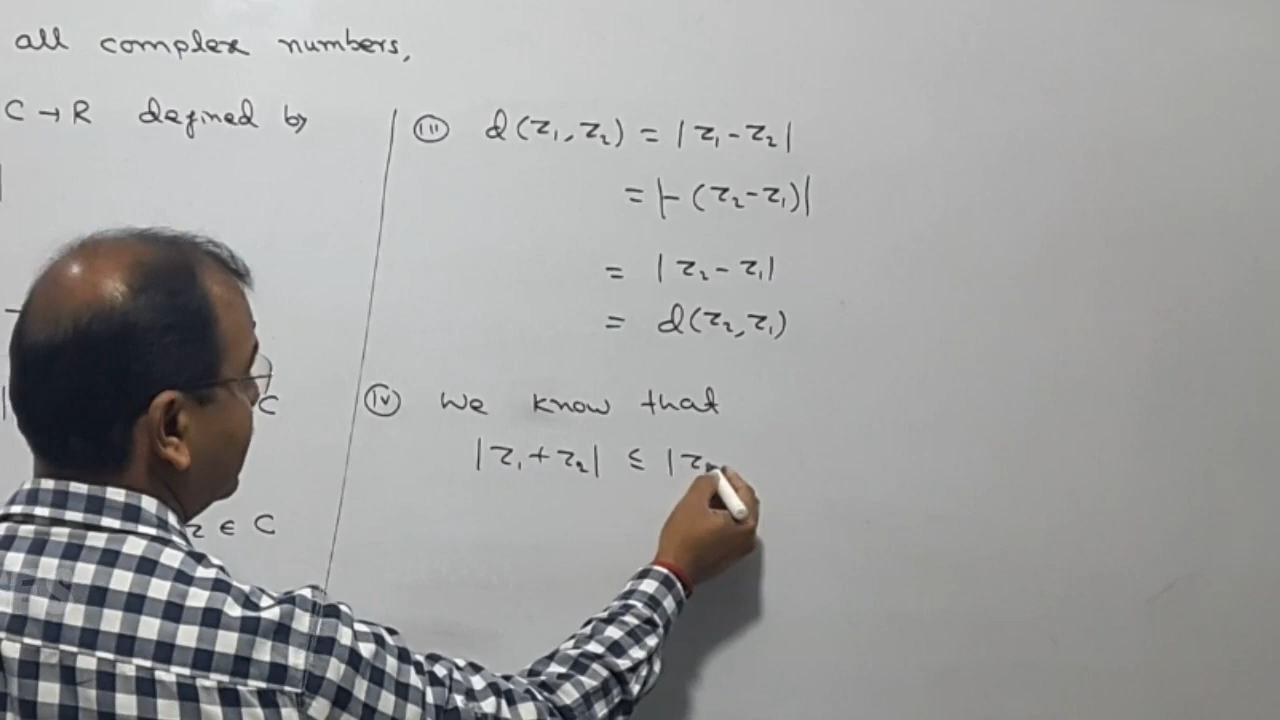 all complex numbers,
C → R defined by
|
C
z ∈ C
(iii) d(z₁, z₂) = |z₁ - z₂|
= |-(z₂ - z₁)|
= |z₂ - z₁|
= d(z₂, z₁)
(iv) We know that
|z₁ + z₂| ≤ |z